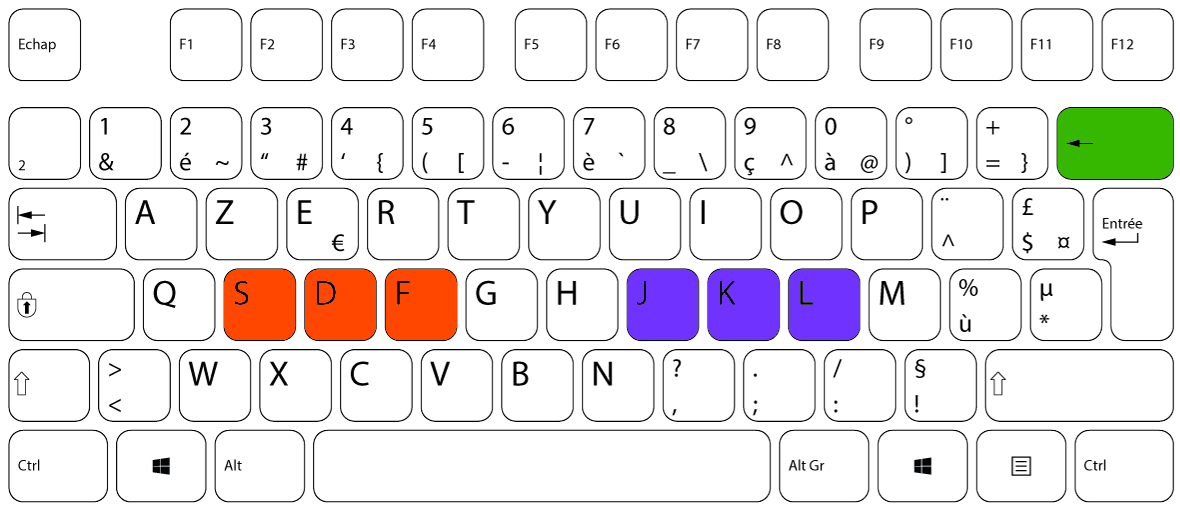 Echap F1 F2 F3 F4 F5 F6 F7 F8 F9 F10 F11 F12
1 2 3 4 5 6 7 8 9 0 ° +
2 & é ~ “ # ‘ { ( [ - ¦ è ` _ \ ç ^ à @ ) ] = }
A Z E R T Y U I O P ¨ £ Entrée
€ ^ $ ¤
Q S D F G H J K L M % µ
ù *
> W X C V B N ? . / §
< , ; : !
Ctrl Alt Alt Gr Ctrl